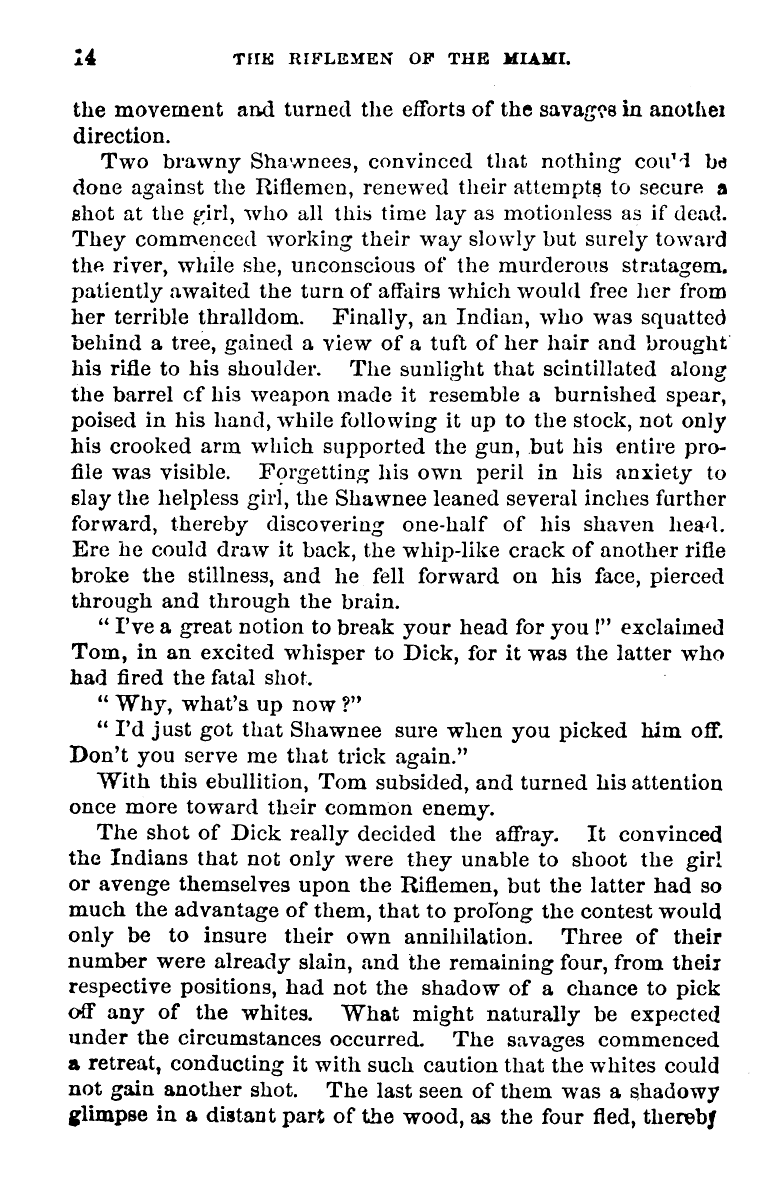 14 THE RIFLEMEN OF THE MIAMI.
the movement and turned the efforts of the savages in another
direction.
Two brawny Shawnees, convinced that nothing could be
done against the Riflemen, renewed their attempts to secure a
shot at the girl, who all this time lay as motionless as if dead.
They commenced working their way slowly but surely toward
the river, while she, unconscious of the murderous stratagem.
patiently awaited the turn of affairs which would free her from
her terrible thralldom. Finally, an Indian, who was squatted
behind a tree, gained a view of a tuft of her hair and brought
his rifle to his shoulder. The sunlight that scintillated along
the barrel of his weapon made it resemble a burnished spear,
poised in his hand, while following it up to the stock, not only
his crooked arm which supported the gun, but his entire pro-
file was visible. Forgetting his own peril in his anxiety to
slay the helpless girl, the Shawnee leaned several inches further
forward, thereby discovering one-half of his shaven head.
Ere he could draw it back, the whip-like crack of another rifle
broke the stillness, and he fell forward on his face, pierced
through and through the brain.
" I've a great notion to break your head for you !" exclaimed
Tom, in an excited whisper to Dick, for it was the latter who
had fired the fatal shot.
" Why, what's up now ?"
" I'd just got that Shawnee sure when you picked him off.
Don't you serve me that trick again."
With this ebullition, Tom subsided, and turned his attention
once more toward their common enemy.
The shot of Dick really decided the affray. It convinced
the Indians that not only were they unable to shoot the girl
or avenge themselves upon the Riflemen, but the latter had so
much the advantage of them, that to prolong the contest would
only be to insure their own annihilation. Three of their
number were already slain, and the remaining four, from their
respective positions, had not the shadow of a chance to pick
off any of the whites. What might naturally be expected
under the circumstances occurred. The savages commenced
a retreat, conducting it with such caution that the whites could
not gain another shot. The last seen of them was a shadowy
glimpse in a distant part of the wood, as the four fled, thereby